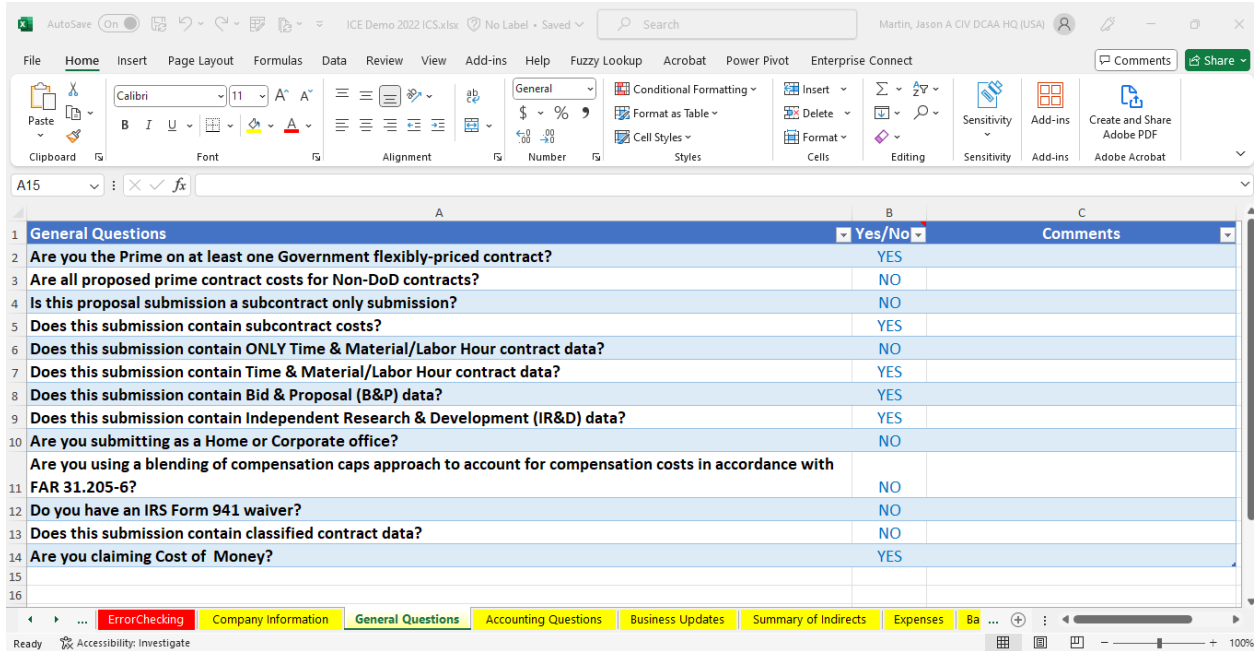 AutoSave On ICE Demo 2022 ICS.xlsx No Label • Saved Search Martin, Jason A CIV DCAA HQ (USA)
File Home Insert Page Layout Formulas Data Review View Add-ins Help Fuzzy Lookup Acrobat Power Pivot Enterprise Connect Comments Share
Paste
Calibri 11 A^ A˅
B I U A
ab
General
$ % 9
.00 .00
Conditional Formatting
Format as Table
Cell Styles
Insert
Delete
Format
Sensitivity
Add-ins
Create and Share
Adobe PDF
Clipboard Font Alignment Number Styles Cells Editing Sensitivity Add-ins Adobe Acrobat
A15 fx
A B C
1 General Questions Yes/No Comments
2 Are you the Prime on at least one Government flexibly-priced contract? YES
3 Are all proposed prime contract costs for Non-DoD contracts? NO
4 Is this proposal submission a subcontract only submission? NO
5 Does this submission contain subcontract costs? YES
6 Does this submission contain ONLY Time & Material/Labor Hour contract data? NO
7 Does this submission contain Time & Material/Labor Hour contract data? YES
8 Does this submission contain Bid & Proposal (B&P) data? YES
9 Does this submission contain Independent Research & Development (IR&D) data? YES
10 Are you submitting as a Home or Corporate office? NO
Are you using a blending of compensation caps approach to account for compensation costs in accordance with
11 FAR 31.205-6? NO
12 Do you have an IRS Form 941 waiver? NO
13 Does this submission contain classified contract data? NO
14 Are you claiming Cost of Money? YES
15
16
... ErrorChecking Company Information General Questions Accounting Questions Business Updates Summary of Indirects Expenses Ba ...
Ready Accessibility: Investigate 100%